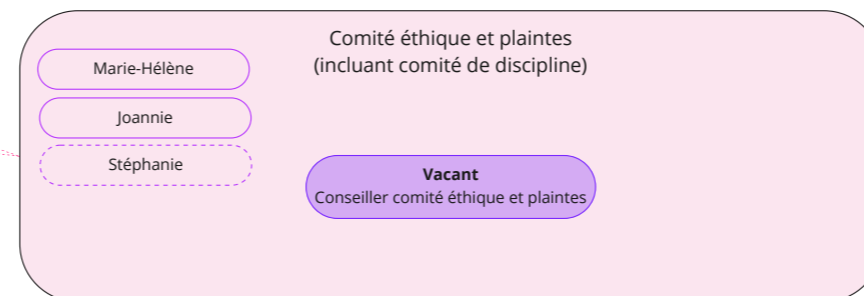 Comité éthique et plaintes
(incluant comité de discipline)
Marie-Hélène
Joannie
Stéphanie
Vacant
Conseiller comité éthique et plaintes